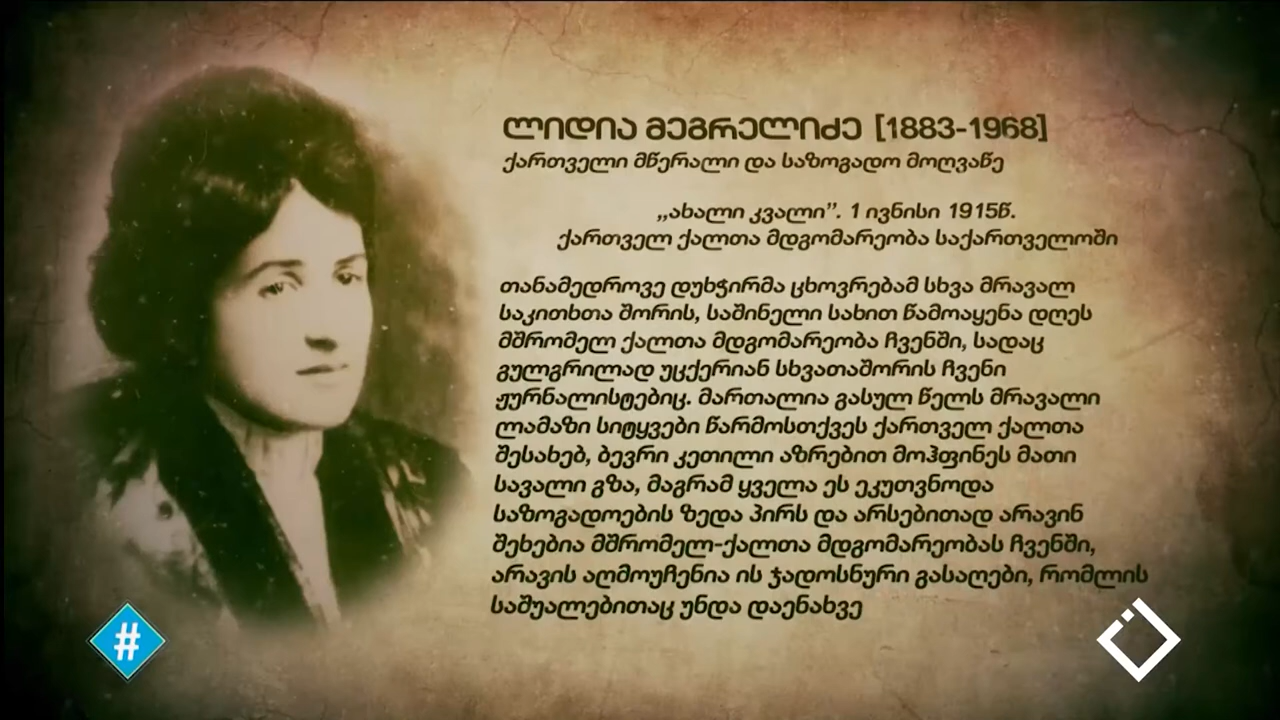 ლიდია მეგრელიძე [1883-1968]
ქართველი მწერალი და საზოგადო მოღვაწე
„ახალი კვალი”. 1 ივნისი 1915წ.
ქართველ ქალთა მდგომარეობა საქართველოში
თანამედროვე დუხჭირმა ცხოვრებამ სხვა მრავალ
საკითხთა შორის, საშინელი სახით წამოაყენა დღეს
მშრომელ ქალთა მდგომარეობა ჩვენში, სადაც
გულგრილად უცქერიან სხვათაშორის ჩვენი
ჟურნალისტებიც. მართალია გასულ წელს მრავალი
ლამაზი სიტყვები წარმოსთქვეს ქართველ ქალთა
შესახებ, ბევრი კეთილი აზრებით მოჰფინეს მათი
სავალი გზა, მაგრამ ყველა ეს ეკუთვნოდა
საზოგადოების ზედა პირს და არსებითად არავინ
შეხებია მშრომელ-ქალთა მდგომარეობას ჩვენში,
არავის აღმოუჩენია ის ჯადოსნური გასაღები, რომლის
საშუალებითაც უნდა დაენახვე
#